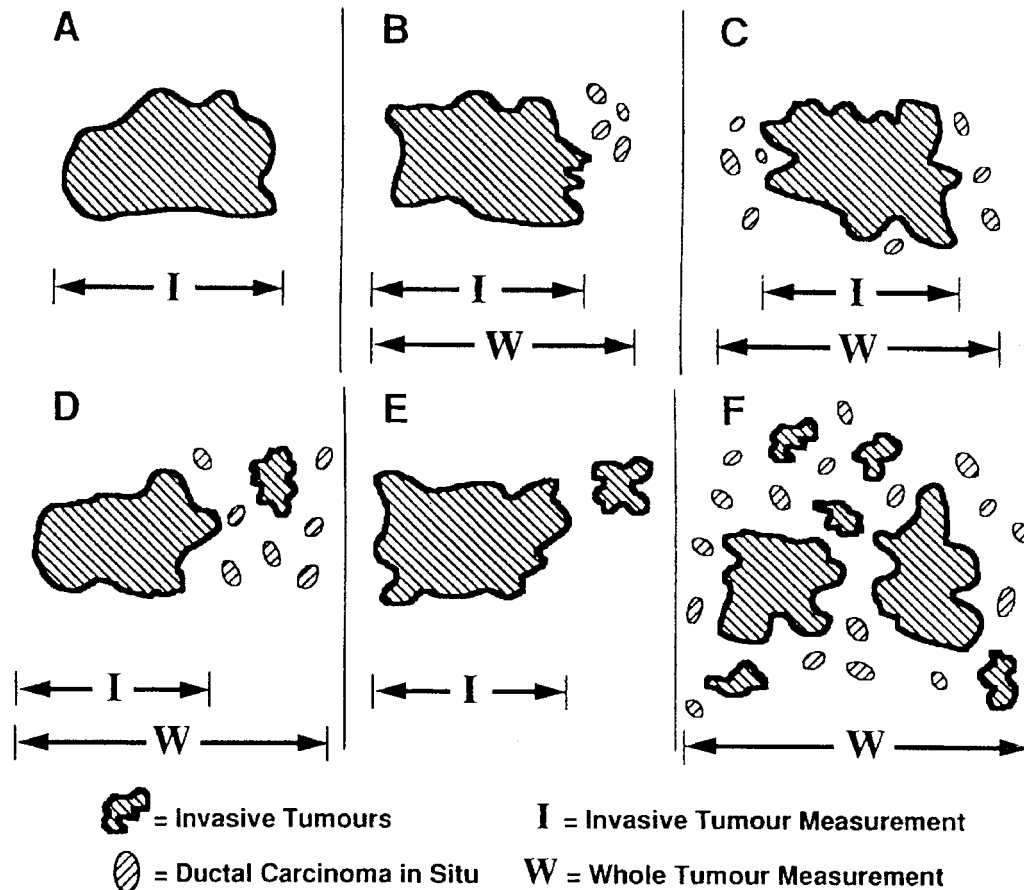 A B C
I I I
W W
D E F
I I
W W
= Invasive Tumours I = Invasive Tumour Measurement
= Ductal Carcinoma in Situ W = Whole Tumour Measurement